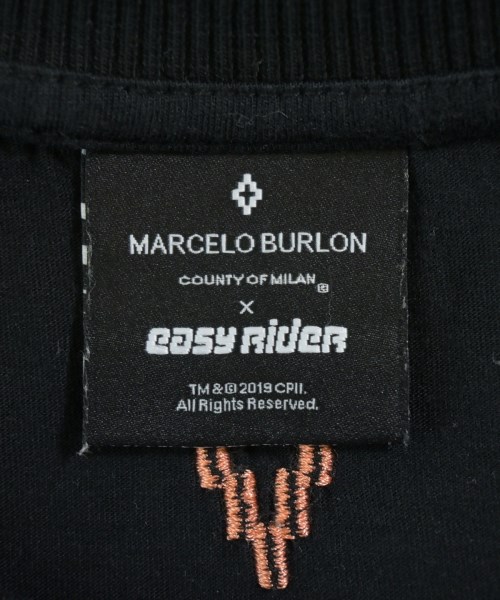 MARCELO BURLON
COUNTY OF MILAN®
X
easy Rider
TM & © 2019 CPII.
All Rights Reserved.